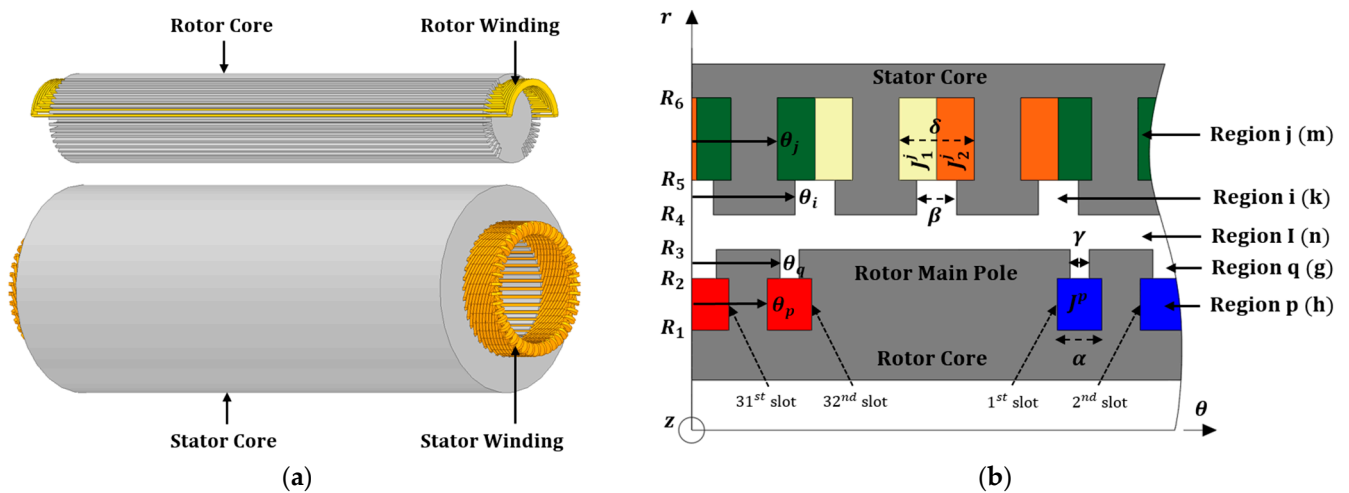 Rotor Core
Rotor Winding
Stator Core
Stator Winding
(a)
r
Stator Core
R₆
θⱼ
δ
J₁ʲ
J₂ʲ
Region j (m)
R₅
θᵢ
β
Region i (k)
R₄
Region I (n)
R₃
γ
θ_q
Rotor Main Pole
Region q (g)
R₂
θₚ
Jᵖ
Region p (h)
R₁
Rotor Core
α
31ˢᵗ slot
32ⁿᵈ slot
1ˢᵗ slot
2ⁿᵈ slot
θ
z
(b)